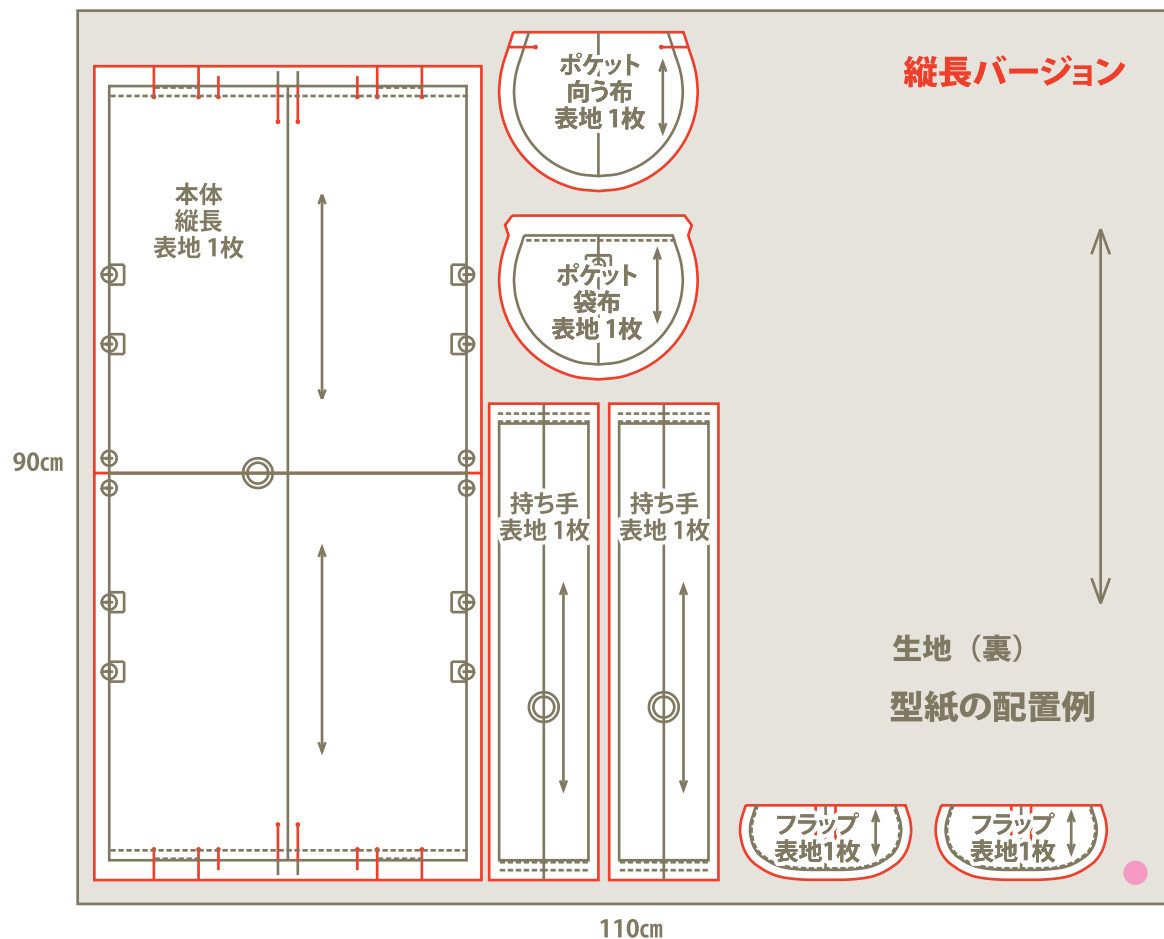 縦長バージョン
ポケット
向う布
表地 1枚
本体
縦長
表地 1枚
ポケット
袋布
表地 1枚
90cm
持ち手
表地 1枚
持ち手
表地 1枚
生地（裏）
型紙の配置例
フラップ
表地1枚
フラップ
表地1枚
110cm